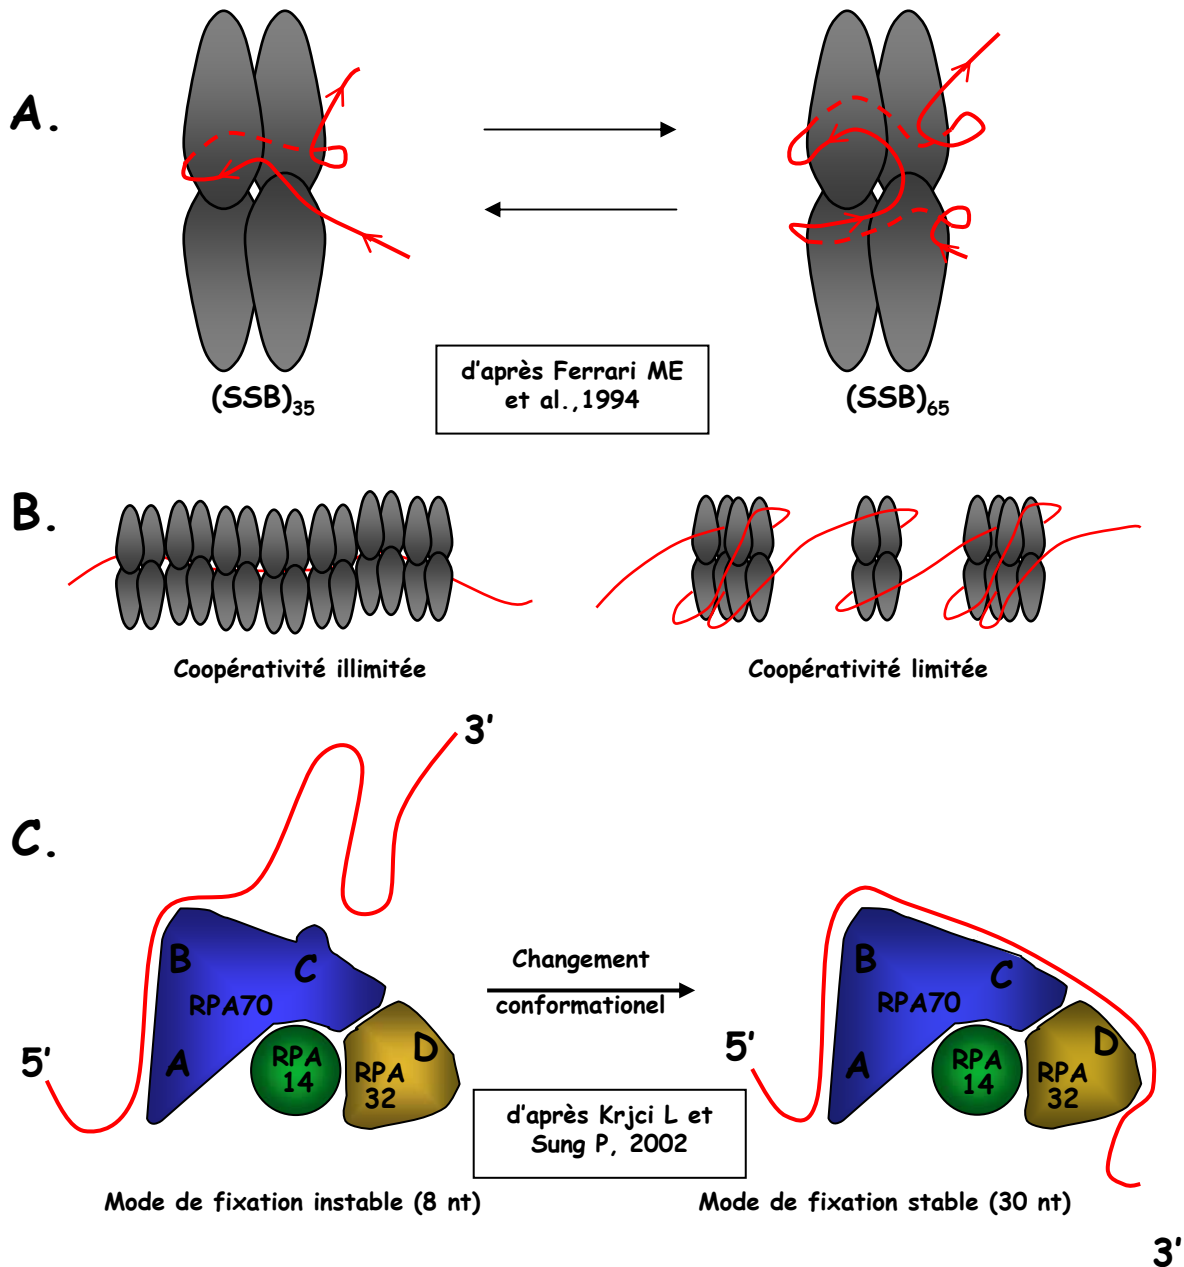 A.
(SSB)35
d'après Ferrari ME
et al.,1994
(SSB)65
B.
Coopérativité illimitée
Coopérativité limitée
C.
3'
5'
B
C
RPA70
A
RPA
14
RPA
32
D
Changement
conformationel
5'
B
C
RPA70
A
RPA
14
RPA
32
D
d'après Krjci L et
Sung P, 2002
Mode de fixation instable (8 nt)
Mode de fixation stable (30 nt)
3'